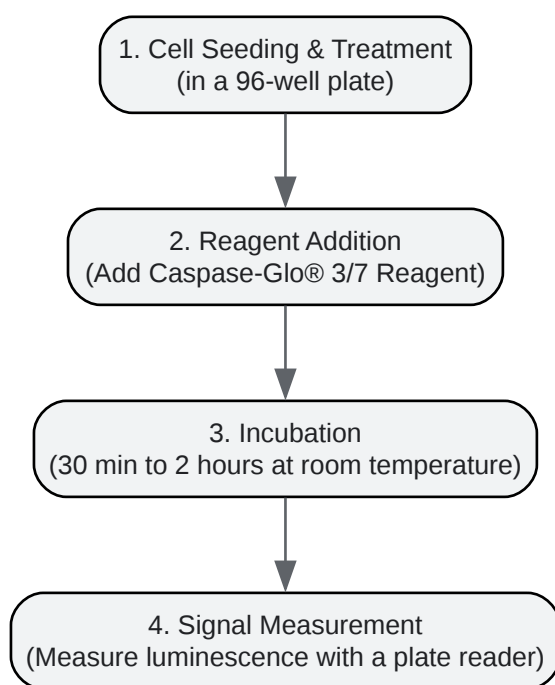 1. Cell Seeding & Treatment
(in a 96-well plate)
2. Reagent Addition
(Add Caspase-Glo® 3/7 Reagent)
3. Incubation
(30 min to 2 hours at room temperature)
4. Signal Measurement
(Measure luminescence with a plate reader)